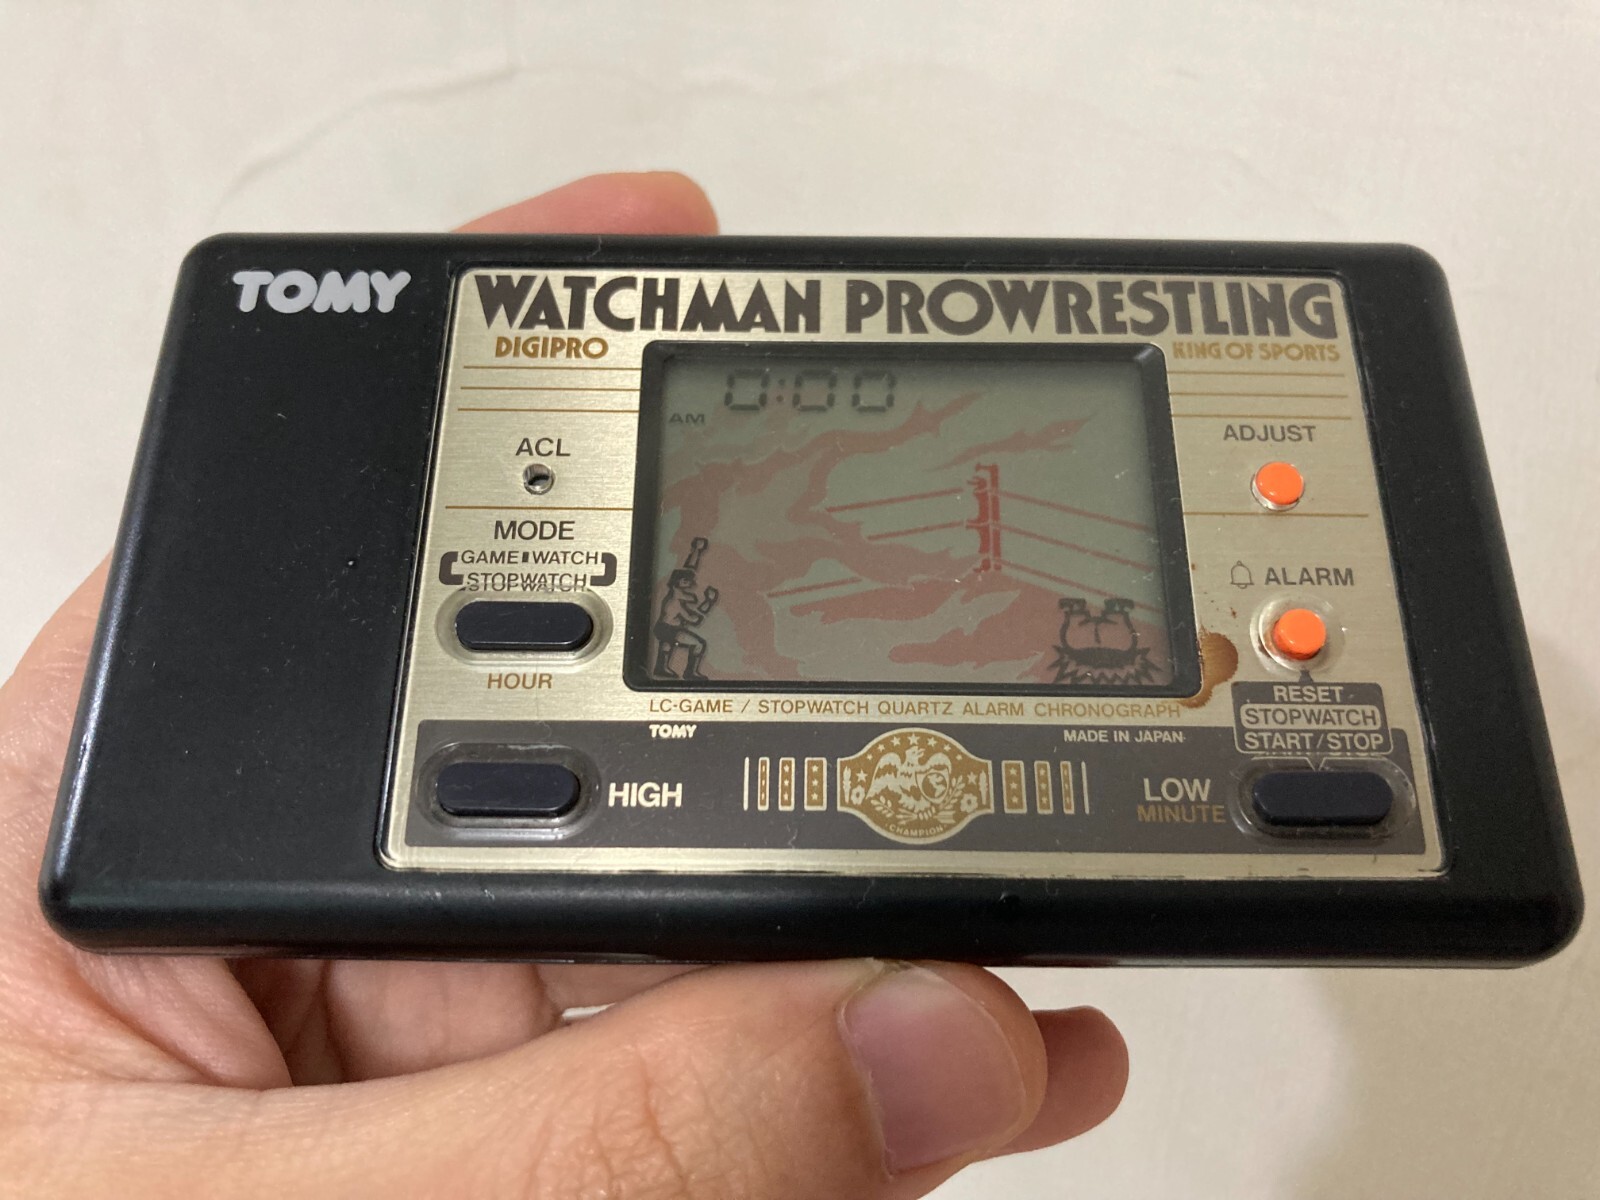 TOMY
WATCHMAN PROWRESTLING
DIGIPRO
KING OF SPORTS
0:00
AM
ACL
ADJUST
MODE
GAME WATCH
STOPWATCH
ALARM
HOUR
RESET
STOPWATCH
START/STOP
LC-GAME / STOPWATCH QUARTZ ALARM CHRONOGRAPH
TOMY
MADE IN JAPAN
HIGH
CHAMPION
LOW
MINUTE